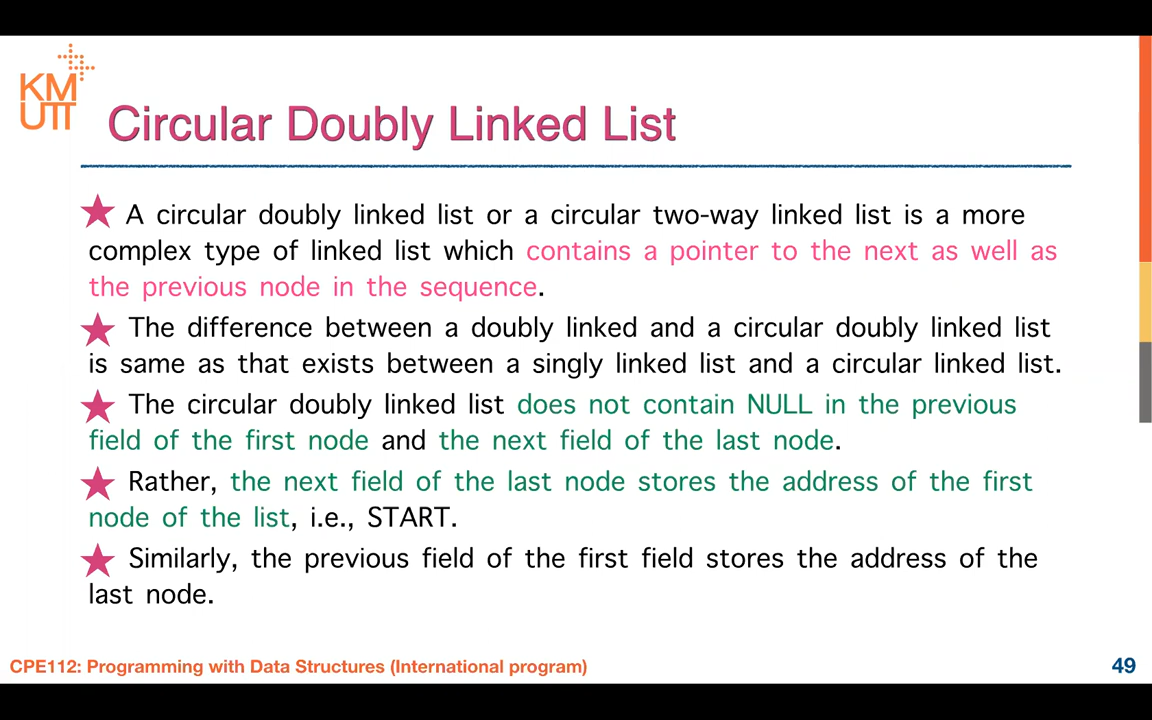 KM
UTT
Circular Doubly Linked List
A circular doubly linked list or a circular two-way linked list is a more
complex type of linked list which contains a pointer to the next as well as
the previous node in the sequence.
The difference between a doubly linked and a circular doubly linked list
is same as that exists between a singly linked list and a circular linked list.
The circular doubly linked list does not contain NULL in the previous
field of the first node and the next field of the last node.
Rather, the next field of the last node stores the address of the first
node of the list, i.e., START.
Similarly, the previous field of the first field stores the address of the
last node.
CPE112: Programming with Data Structures (International program)
49